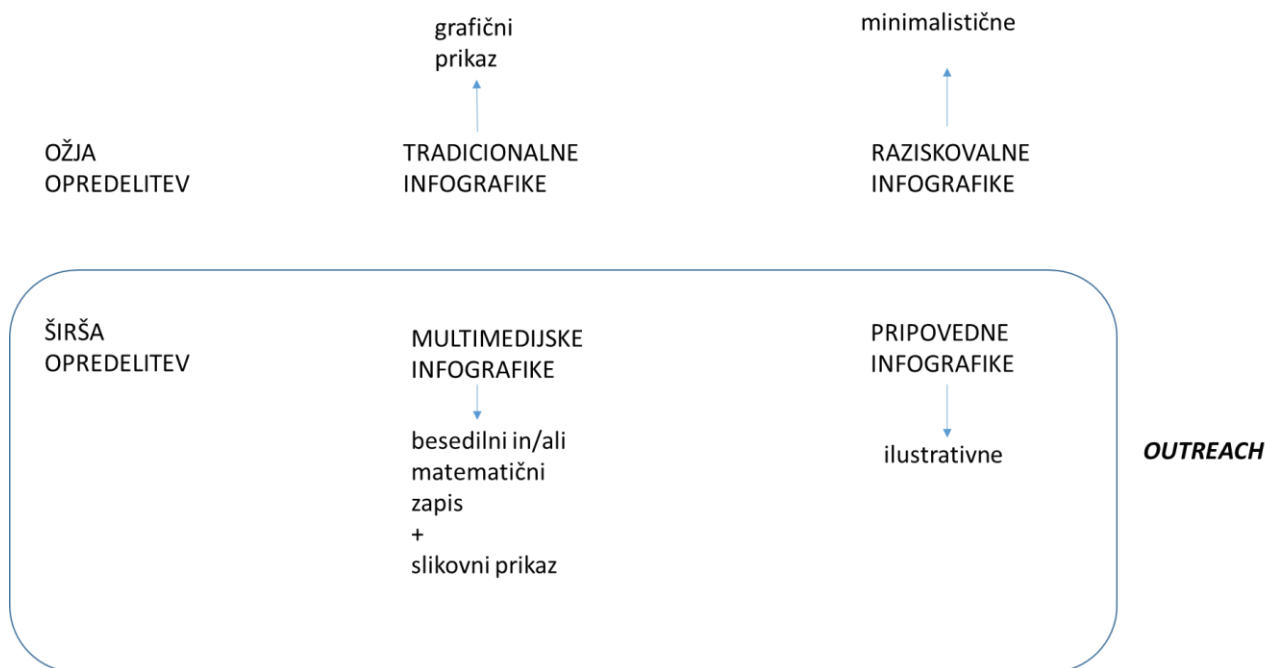 grafični
prikaz
minimalistične
OŽJA
OPREDELITEV
TRADICIONALNE
INFOGRAFIKE
RAZISKOVALNE
INFOGRAFIKE
ŠIRŠA
OPREDELITEV
MULTIMEDIJSKE
INFOGRAFIKE
PRIPOVEDNE
INFOGRAFIKE
besedilni in/ali
matematični
zapis
+
slikovni prikaz
ilustrativne
OUTREACH